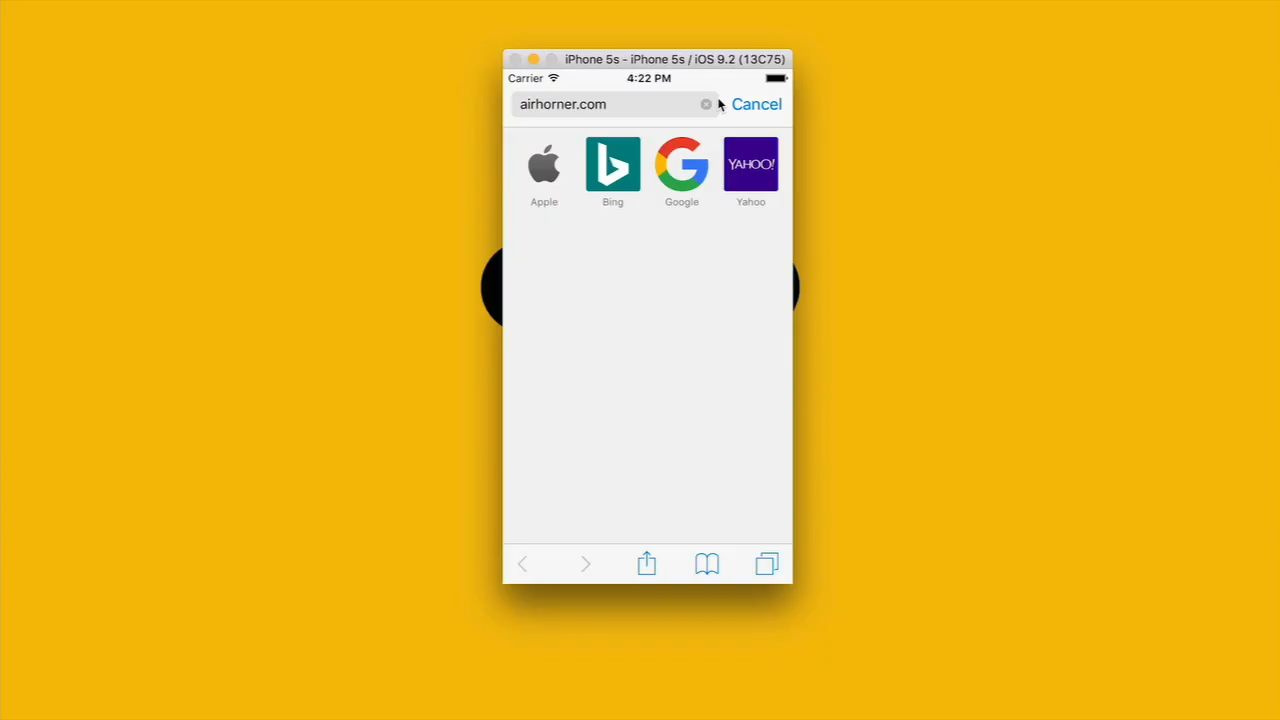 iPhone 5s - iPhone 5s / iOS 9.2 (13C75)
Carrier 4:22 PM
airhorner.com Cancel
YAHOO!
Apple Bing Google Yahoo